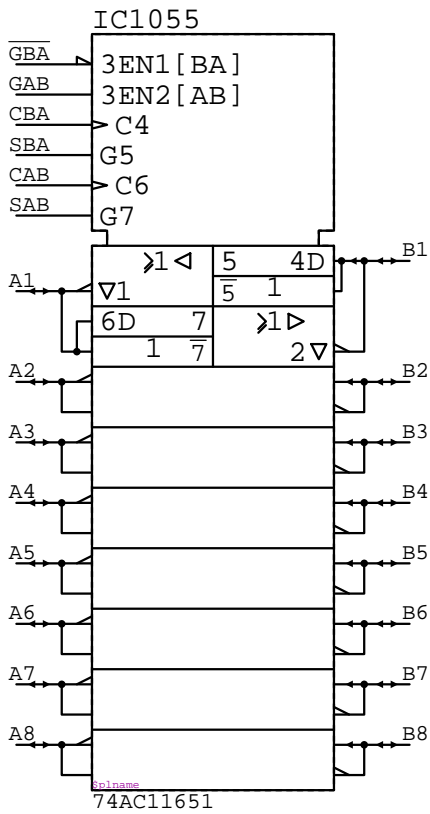 IC1055
GBA
3EN1[BA]
GAB
3EN2[AB]
CBA
C4
SBA
G5
CAB
C6
SAB
G7
≥1 5 4D B1
A1 ▽1 5 1
6D 7 ≥1
1 7 2▽
A2 B2
A3 B3
A4 B4
A5 B5
A6 B6
A7 B7
A8 B8
$plname
74AC11651